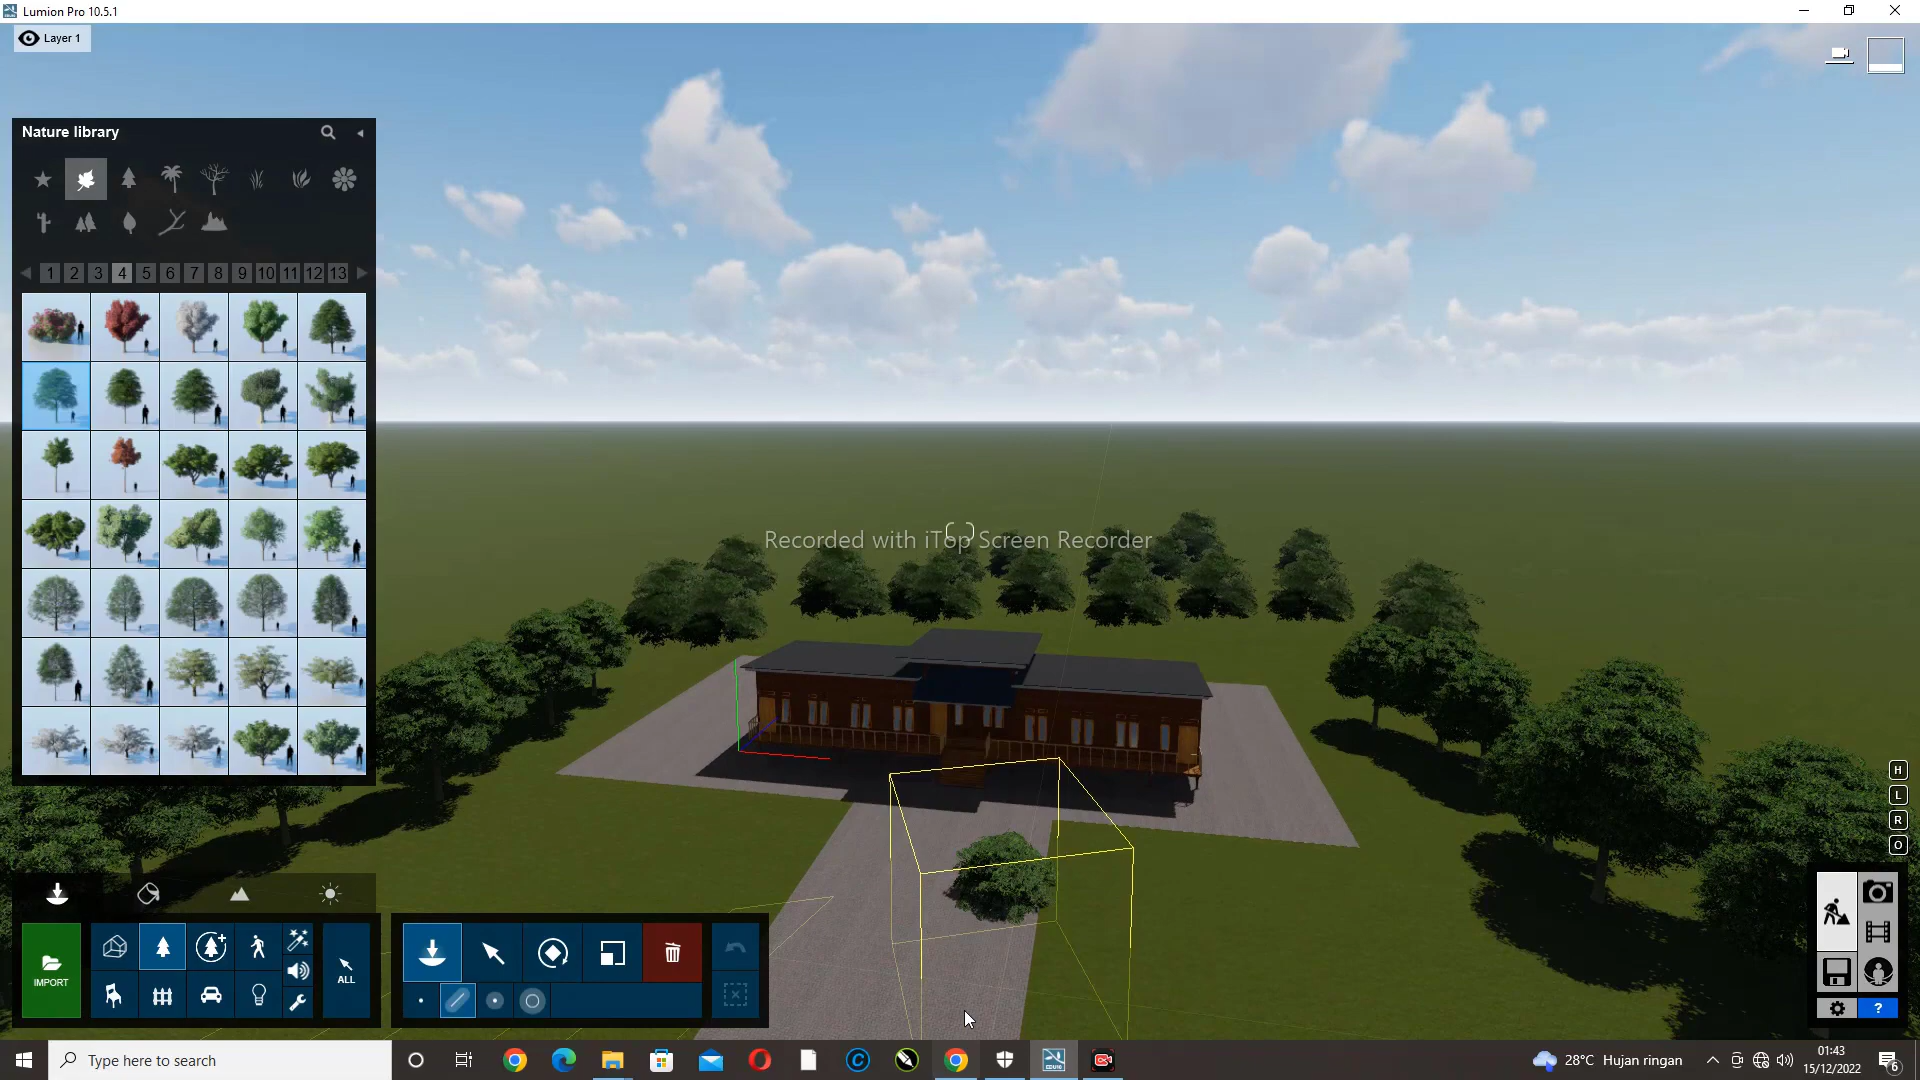 Lumion Pro 10.5.1
Layer 1
Nature library
1 2 3 4 5 6 7 8 9 10 11 12 13
Recorded with iTop Screen Recorder
H
L
R
O
IMPORT
ALL
?
Type here to search
28°C Hujan ringan
01:43
15/12/2022
6